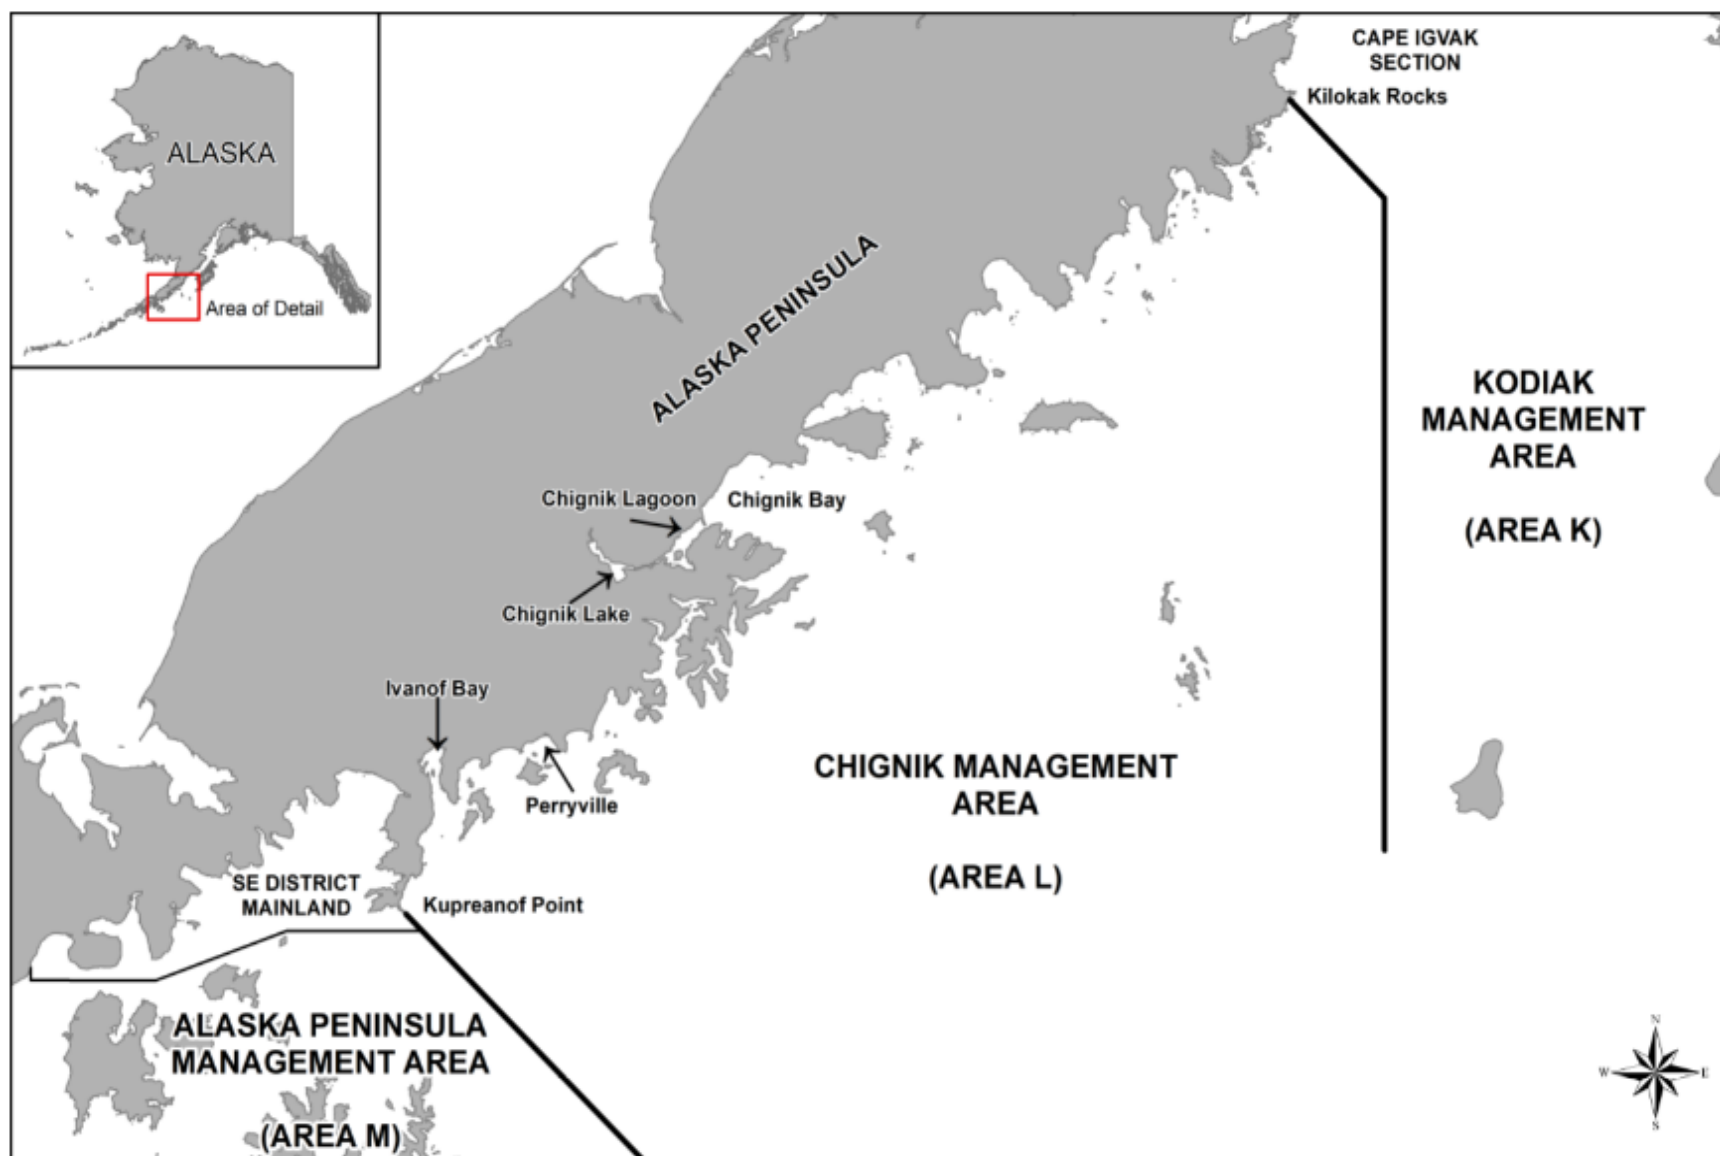 ALASKA
Area of Detail
CAPE IGVAK
SECTION
Kilokak Rocks
ALASKA PENINSULA
KODIAK
MANAGEMENT
AREA
(AREA K)
Chignik Lagoon
Chignik Bay
Chignik Lake
Ivanof Bay
Perryville
CHIGNIK MANAGEMENT
AREA
(AREA L)
SE DISTRICT
MAINLAND
Kupreanof Point
ALASKA PENINSULA
MANAGEMENT AREA
(AREA M)
N
W
E
S